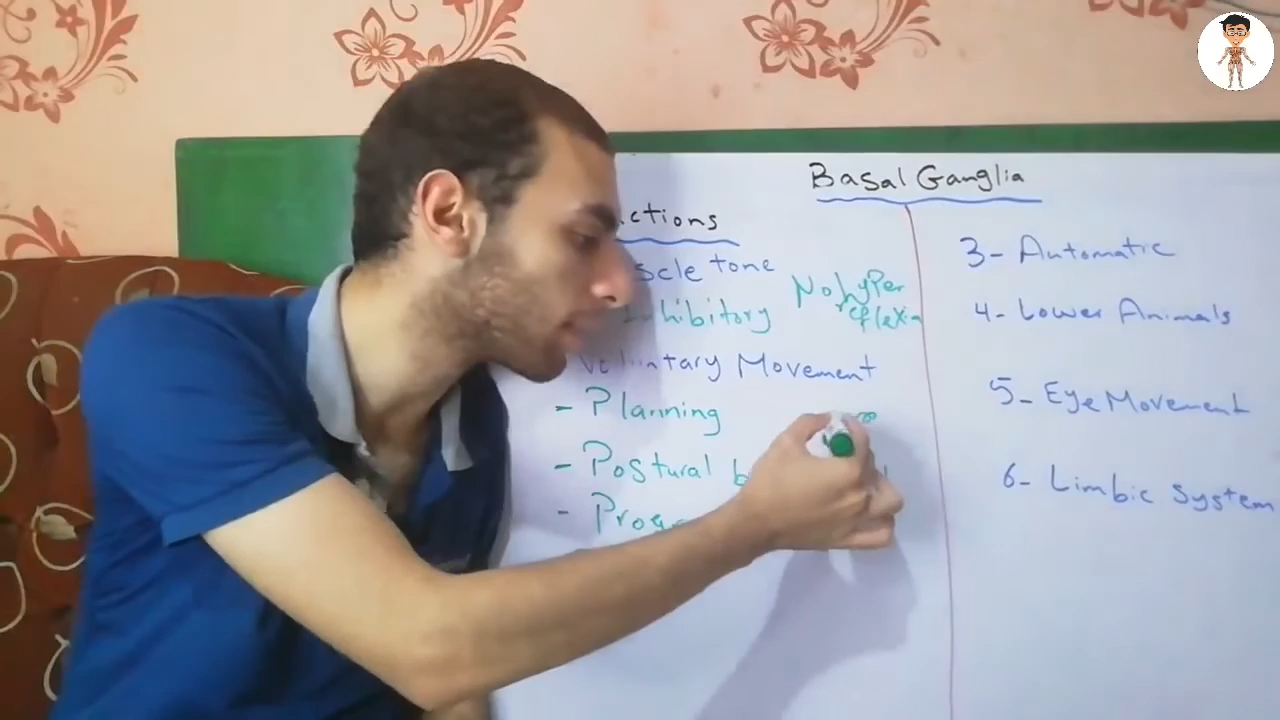 Basal Ganglia
ctions
scle tone
hibitory
No hyper
reflexia
Voluntary Movement
- Planning
- Postural b
- Progr
3- Automatic
4- Lower Animals
5- Eye Movement
6- Limbic System